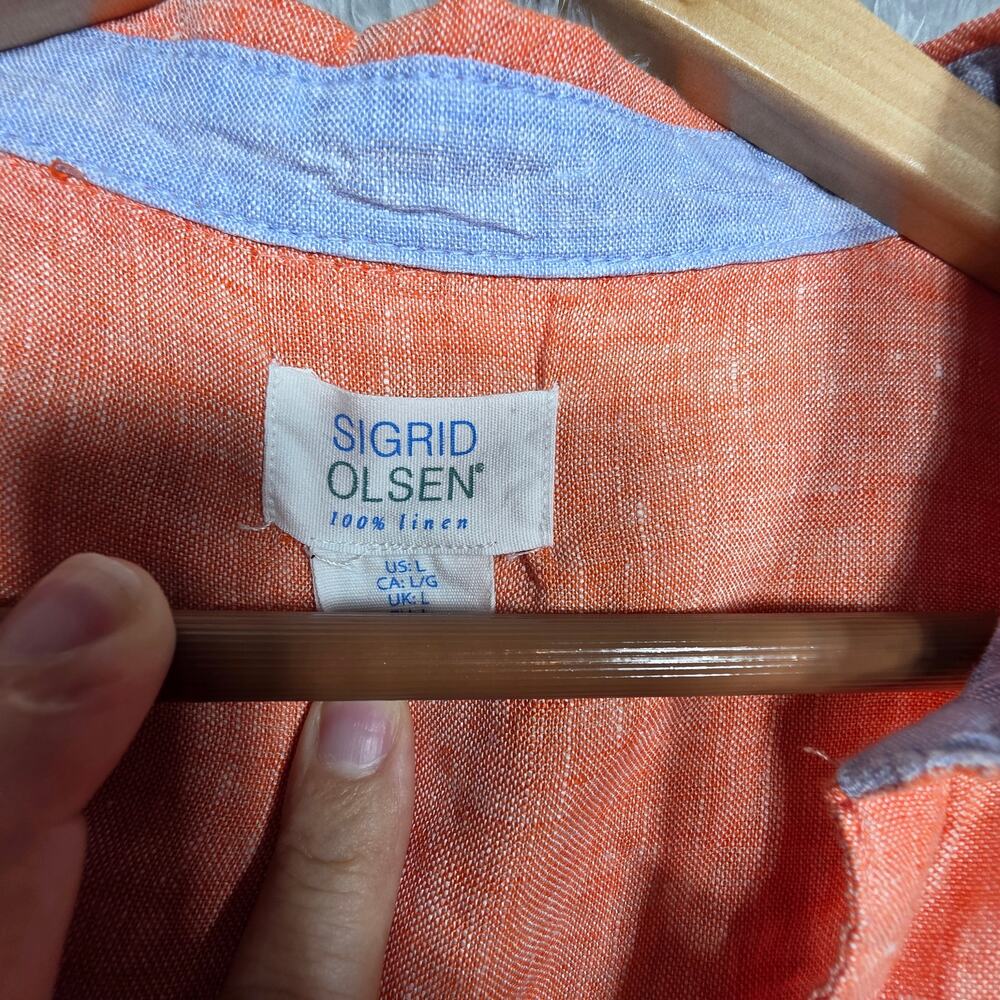 SIGRID
OLSEN®
100% linen
US: L
CA: L/G
UK: L